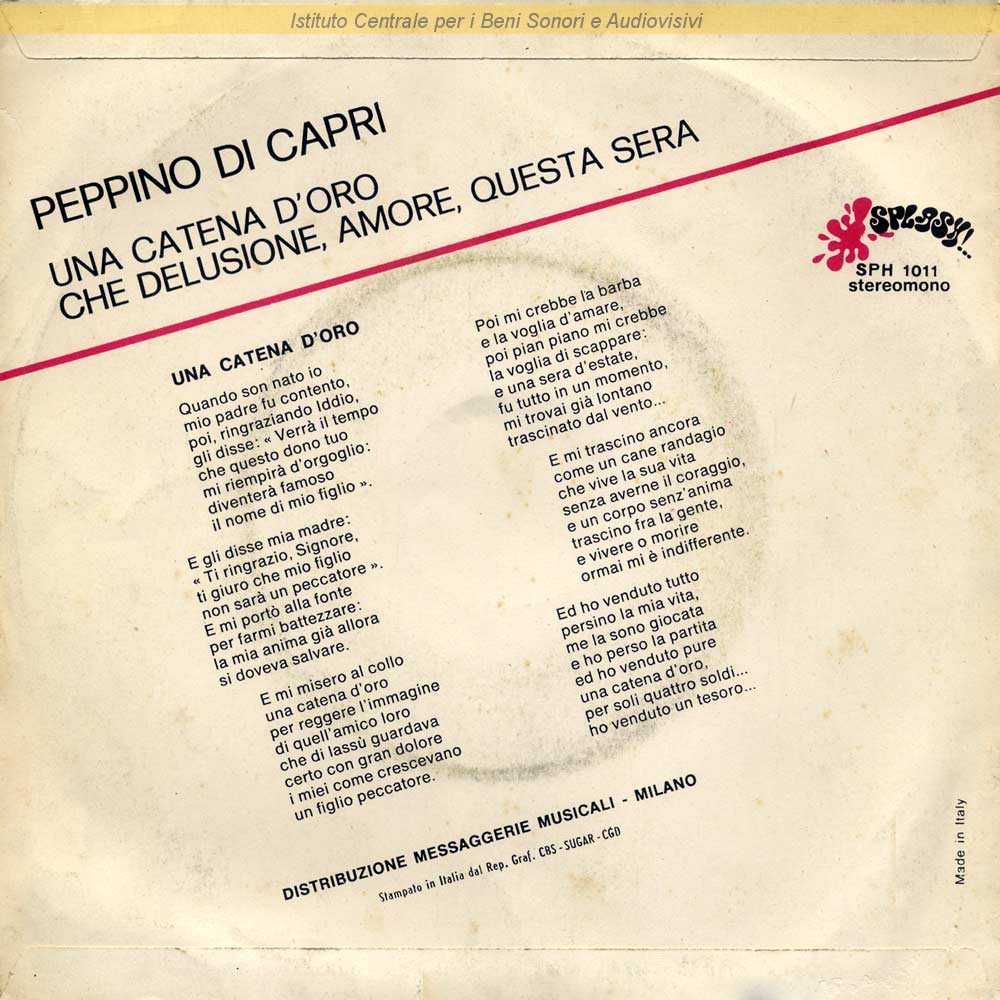 Istituto Centrale per i Beni Sonori e Audiovisivi
PEPPINO DI CAPRI
UNA CATENA D'ORO
CHE DELUSIONE, AMORE, QUESTA SERA
SPLASH!...
SPH 1011
stereomono
UNA CATENA D'ORO
Quando son nato io
mio padre fu contento,
poi, ringraziando Iddio,
gli disse: « Verrà il tempo
che questo dono tuo
mi riempirà d'orgoglio:
diventerà famoso
il nome di mio figlio ».
E gli disse mia madre:
« Ti ringrazio, Signore,
ti giuro che mio figlio
non sarà un peccatore ».
E mi portò alla fonte
per farmi battezzare:
la mia anima già allora
si doveva salvare.
E mi misero al collo
una catena d'oro
per reggere l'immagine
di quell'amico loro
che di lassù guardava
certo con gran dolore
i miei come crescevano
un figlio peccatore.
Poi mi crebbe la barba
e la voglia d'amare,
poi pian piano mi crebbe
la voglia di scappare:
e una sera d'estate,
fu tutto in un momento,
mi trovai già lontano
trascinato dal vento...
E mi trascino ancora
come un cane randagio
che vive la sua vita
senza averne il coraggio,
e un corpo senz'anima
trascino fra la gente,
e vivere o morire
ormai mi è indifferente.
Ed ho venduto tutto
persino la mia vita,
me la sono giocata
e ho perso la partita
ed ho venduto pure
una catena d'oro,
per soli quattro soldi...
ho venduto un tesoro...
DISTRIBUZIONE MESSAGGERIE MUSICALI - MILANO
Stampato in Italia dal Rep. Graf. CBS - SUGAR - CGD
Made in Italy